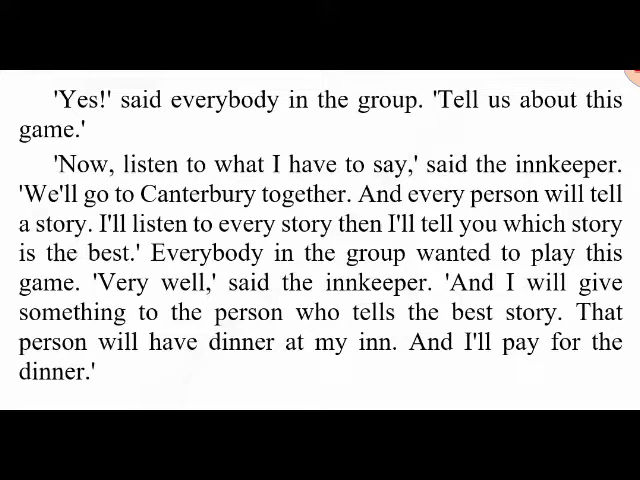 'Yes!' said everybody in the group. 'Tell us about this
game.'
'Now, listen to what I have to say,' said the innkeeper.
'We'll go to Canterbury together. And every person will tell
a story. I'll listen to every story then I'll tell you which story
is the best.' Everybody in the group wanted to play this
game. 'Very well,' said the innkeeper. 'And I will give
something to the person who tells the best story. That
person will have dinner at my inn. And I'll pay for the
dinner.'